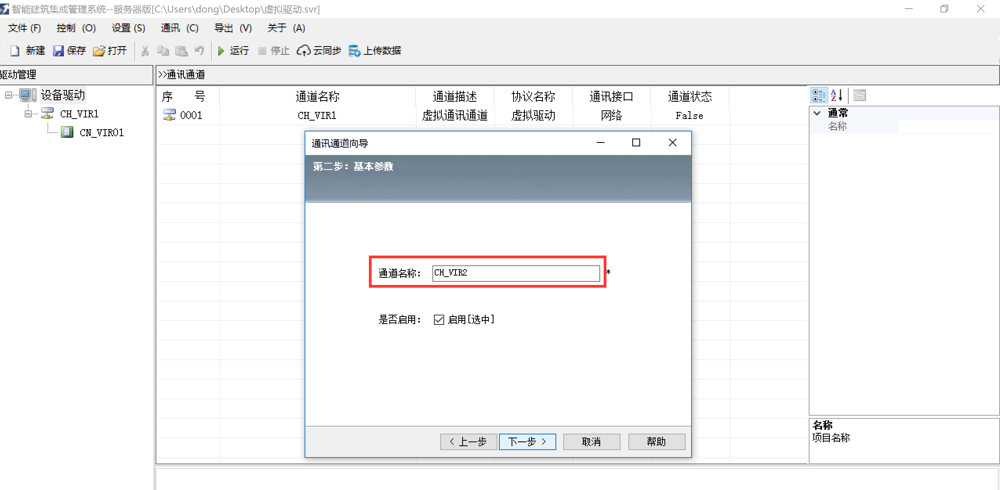 智能建筑集成管理系统--服务器版[C:\Users\dong\Desktop\虚拟驱动.svr]
文件 (F) 控制 (O) 设置 (S) 通讯 (C) 导出 (V) 关于 (A)
新建 保存 打开 运行 停止 云同步 上传数据
驱动管理
>>通讯通道
设备驱动
CH_VIR1
CN_VIR01
序 号 通道名称 通道描述 协议名称 通讯接口 通道状态
0001 CH_VIR1 虚拟通讯通道 虚拟驱动 网络 False
通讯通道向导
第二步：基本参数
通道名称： CH_VIR2 *
是否启用： 启用[选中]
< 上一步 下一步 > 取消 帮助
通常
名称
名称
项目名称